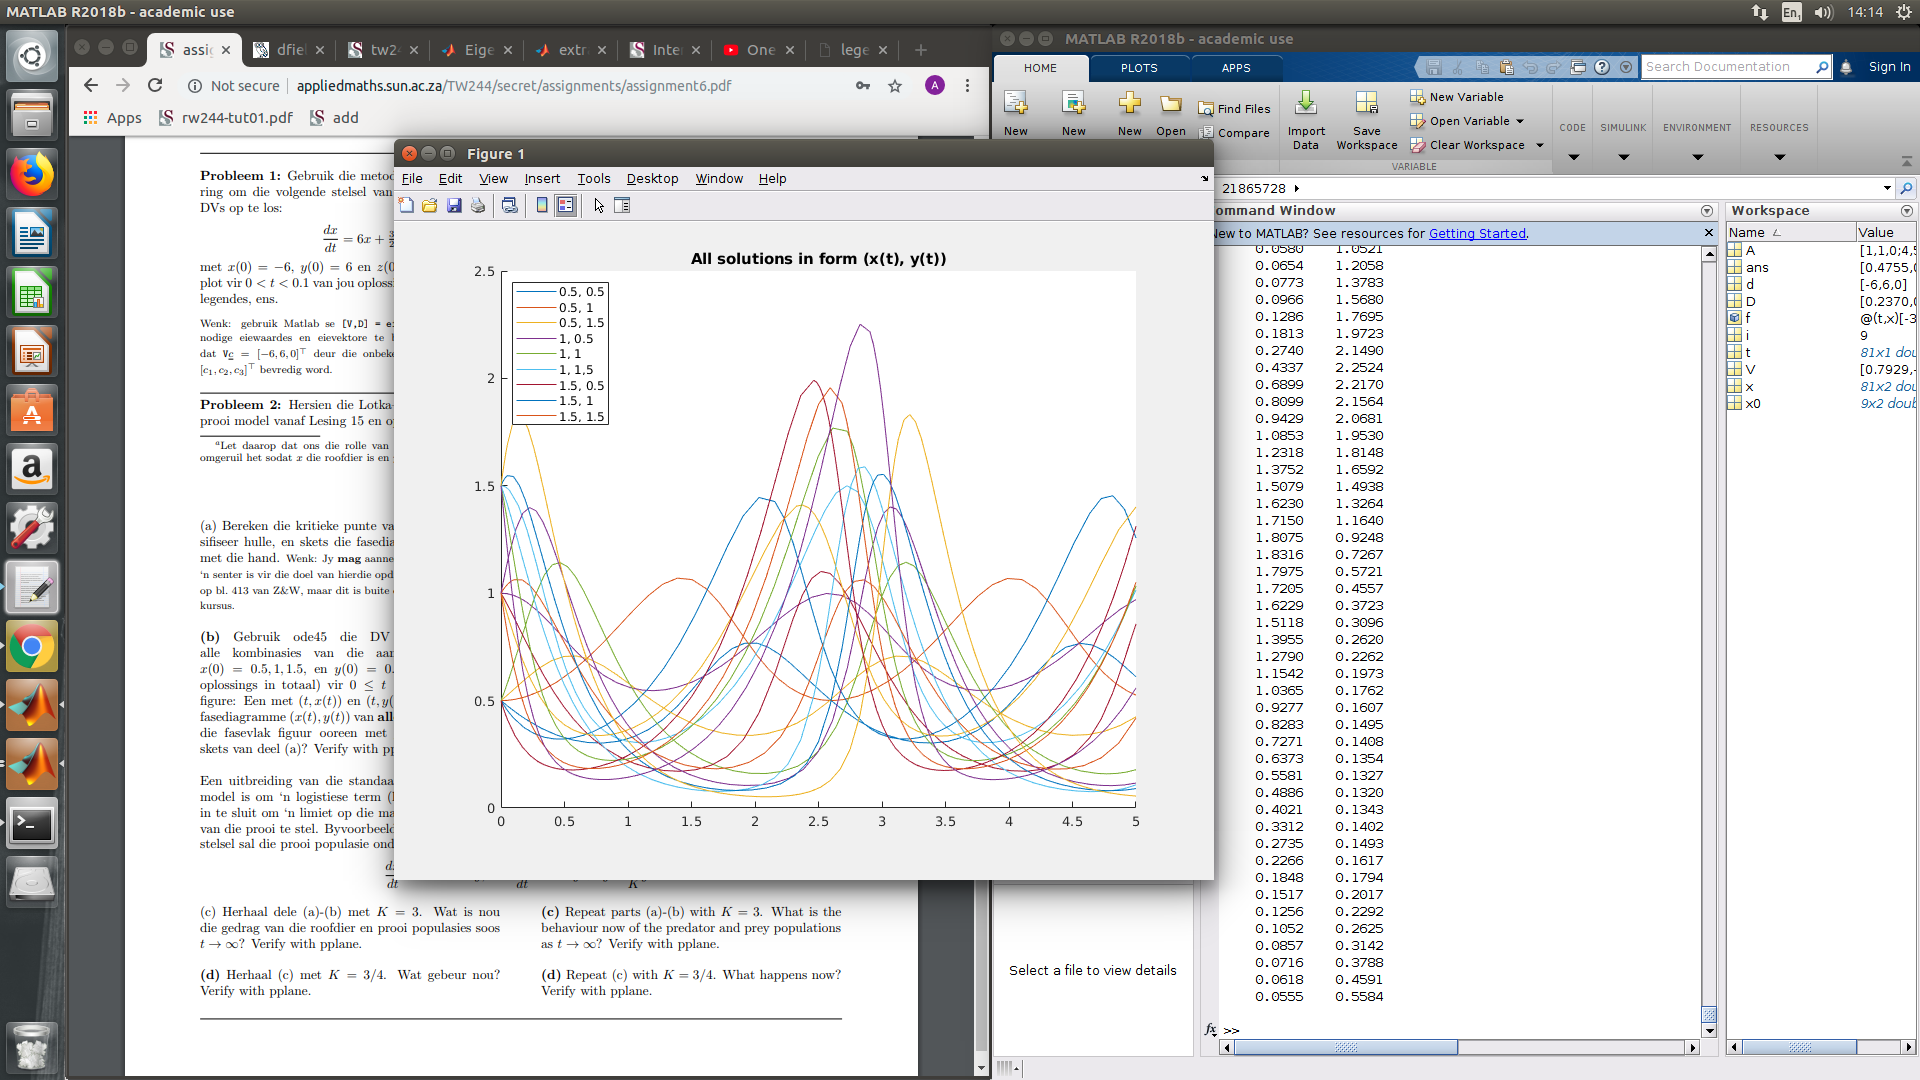 MATLAB R2018b - academic use
En1
14:14
assig
dfiel
tw2
Eige
extr
Inter
One
lege
Not secure
appliedmaths.sun.ac.za/TW244/secret/assignments/assignment6.pdf
A
Apps
rw244-tut01.pdf
add
MATLAB R2018b - academic use
HOME
PLOTS
APPS
Search Documentation
Sign In
New
New
New
Open
Find Files
Compare
Import
Data
Save
Workspace
New Variable
Open Variable
Clear Workspace
VARIABLE
CODE
SIMULINK
ENVIRONMENT
RESOURCES
21865728
Probleem 1: Gebruik die metod
ring om die volgende stelsel van
DVs op te los:
dx/dt = 6x + 3
met x(0) = −6, y(0) = 6 en z(0
plot vir 0 < t < 0.1 van jou oploss
legendes, ens.
Wenk: gebruik Matlab se [V,D] = e
nodige eiewaardes en eievektore te
dat Vc = [−6, 6, 0]⊤ deur die onbeke
[c1, c2, c3]⊤ bevredig word.
Probleem 2: Hersien die Lotka-
prooi model vanaf Lesing 15 en o
aLet daarop dat ons die rolle van
omgeruil het sodat x die roofdier is en
(a) Bereken die kritieke punte va
sifiseer hulle, en skets die fasedia
met die hand. Wenk: Jy mag aanne
'n senter is vir die doel van hierdie opd
op bl. 413 van Z&W, maar dit is buite
kursus.
(b) Gebruik ode45 die DV
alle kombinasies van die aan
x(0) = 0.5, 1, 1.5, en y(0) = 0.
oplossings in totaal) vir 0 ≤ t
figure: Een met (t, x(t)) en (t, y(
fasediagramme (x(t), y(t)) van all
die fasevlak figuur ooreen met
skets van deel (a)? Verify with pp
Een uitbreiding van die standaa
model is om 'n logistiese term (
in te sluit om 'n limiet op die ma
van die prooi te stel. Byvoorbeeld
stelsel sal die prooi populasie ond
dt
dt
K
(c) Herhaal dele (a)-(b) met K = 3. Wat is nou
die gedrag van die roofdier en prooi populasies soos
t → ∞? Verify with pplane.
(d) Herhaal (c) met K = 3/4. Wat gebeur nou?
Verify with pplane.
(c) Repeat parts (a)-(b) with K = 3. What is the
behaviour now of the predator and prey populations
as t → ∞? Verify with pplane.
(d) Repeat (c) with K = 3/4. What happens now?
Verify with pplane.
Figure 1
File Edit View Insert Tools Desktop Window Help
All solutions in form (x(t), y(t))
2.5
2
1.5
1
0.5
0
0 0.5 1 1.5 2 2.5 3 3.5 4 4.5 5
0.5, 0.5
0.5, 1
0.5, 1.5
1, 0.5
1, 1
1, 1.5
1.5, 0.5
1.5, 1
1.5, 1.5
ommand Window
New to MATLAB? See resources for Getting Started.
0.0580 1.0521
0.0654 1.2058
0.0773 1.3783
0.0966 1.5680
0.1286 1.7695
0.1813 1.9723
0.2740 2.1490
0.4337 2.2524
0.6899 2.2170
0.8099 2.1564
0.9429 2.0681
1.0853 1.9530
1.2318 1.8148
1.3752 1.6592
1.5079 1.4938
1.6230 1.3264
1.7150 1.1640
1.8075 0.9248
1.8316 0.7267
1.7975 0.5721
1.7205 0.4557
1.6229 0.3723
1.5118 0.3096
1.3955 0.2620
1.2790 0.2262
1.1542 0.1973
1.0365 0.1762
0.9277 0.1607
0.8283 0.1495
0.7271 0.1408
0.6373 0.1354
0.5581 0.1327
0.4886 0.1320
0.4021 0.1343
0.3312 0.1402
0.2735 0.1493
0.2266 0.1617
0.1848 0.1794
0.1517 0.2017
0.1256 0.2292
0.1052 0.2625
0.0857 0.3142
0.0716 0.3788
0.0618 0.4591
0.0555 0.5584
fx >>
Select a file to view details
Workspace
Name Value
A [1,1,0;4,5
ans [0.4755,0
d [-6,6,0]
D [0.2370,0
f @(t,x)[-3
i 9
t 81x1 dou
V [0.7929,-
x 81x2 dou
x0 9x2 doub